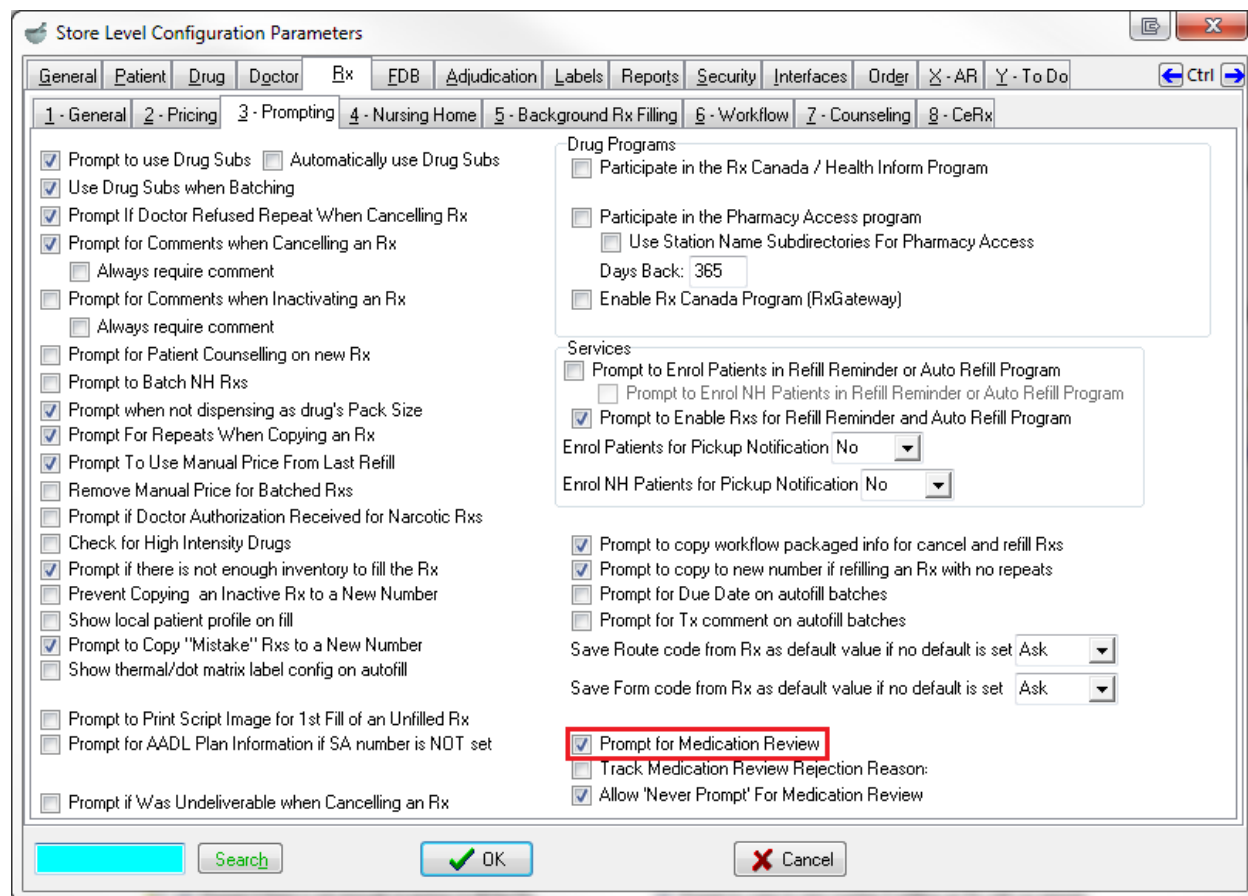 Store Level Configuration Parameters
X
General Patient Drug Doctor Rx FDB Adjudication Labels Reports Security Interfaces Order X - AR Y - To Do Ctrl
1 - General 2 - Pricing 3 - Prompting 4 - Nursing Home 5 - Background Rx Filling 6 - Workflow 7 - Counseling 8 - CeRx
Prompt to use Drug Subs Automatically use Drug Subs
Use Drug Subs when Batching
Prompt If Doctor Refused Repeat When Cancelling Rx
Prompt for Comments when Cancelling an Rx
Always require comment
Prompt for Comments when Inactivating an Rx
Always require comment
Prompt for Patient Counselling on new Rx
Prompt to Batch NH Rxs
Prompt when not dispensing as drug's Pack Size
Prompt For Repeats When Copying an Rx
Prompt To Use Manual Price From Last Refill
Remove Manual Price for Batched Rxs
Prompt if Doctor Authorization Received for Narcotic Rxs
Check for High Intensity Drugs
Prompt if there is not enough inventory to fill the Rx
Prevent Copying an Inactive Rx to a New Number
Show local patient profile on fill
Prompt to Copy "Mistake" Rxs to a New Number
Show thermal/dot matrix label config on autofill
Prompt to Print Script Image for 1st Fill of an Unfilled Rx
Prompt for AADL Plan Information if SA number is NOT set
Prompt if Was Undeliverable when Cancelling an Rx
Drug Programs
Participate in the Rx Canada / Health Inform Program
Participate in the Pharmacy Access program
Use Station Name Subdirectories For Pharmacy Access
Days Back: 365
Enable Rx Canada Program (RxGateway)
Services
Prompt to Enrol Patients in Refill Reminder or Auto Refill Program
Prompt to Enrol NH Patients in Refill Reminder or Auto Refill Program
Prompt to Enable Rxs for Refill Reminder and Auto Refill Program
Enrol Patients for Pickup Notification No
Enrol NH Patients for Pickup Notification No
Prompt to copy workflow packaged info for cancel and refill Rxs
Prompt to copy to new number if refilling an Rx with no repeats
Prompt for Due Date on autofill batches
Prompt for Tx comment on autofill batches
Save Route code from Rx as default value if no default is set Ask
Save Form code from Rx as default value if no default is set Ask
Prompt for Medication Review
Track Medication Review Rejection Reason:
Allow 'Never Prompt' For Medication Review
Search OK Cancel